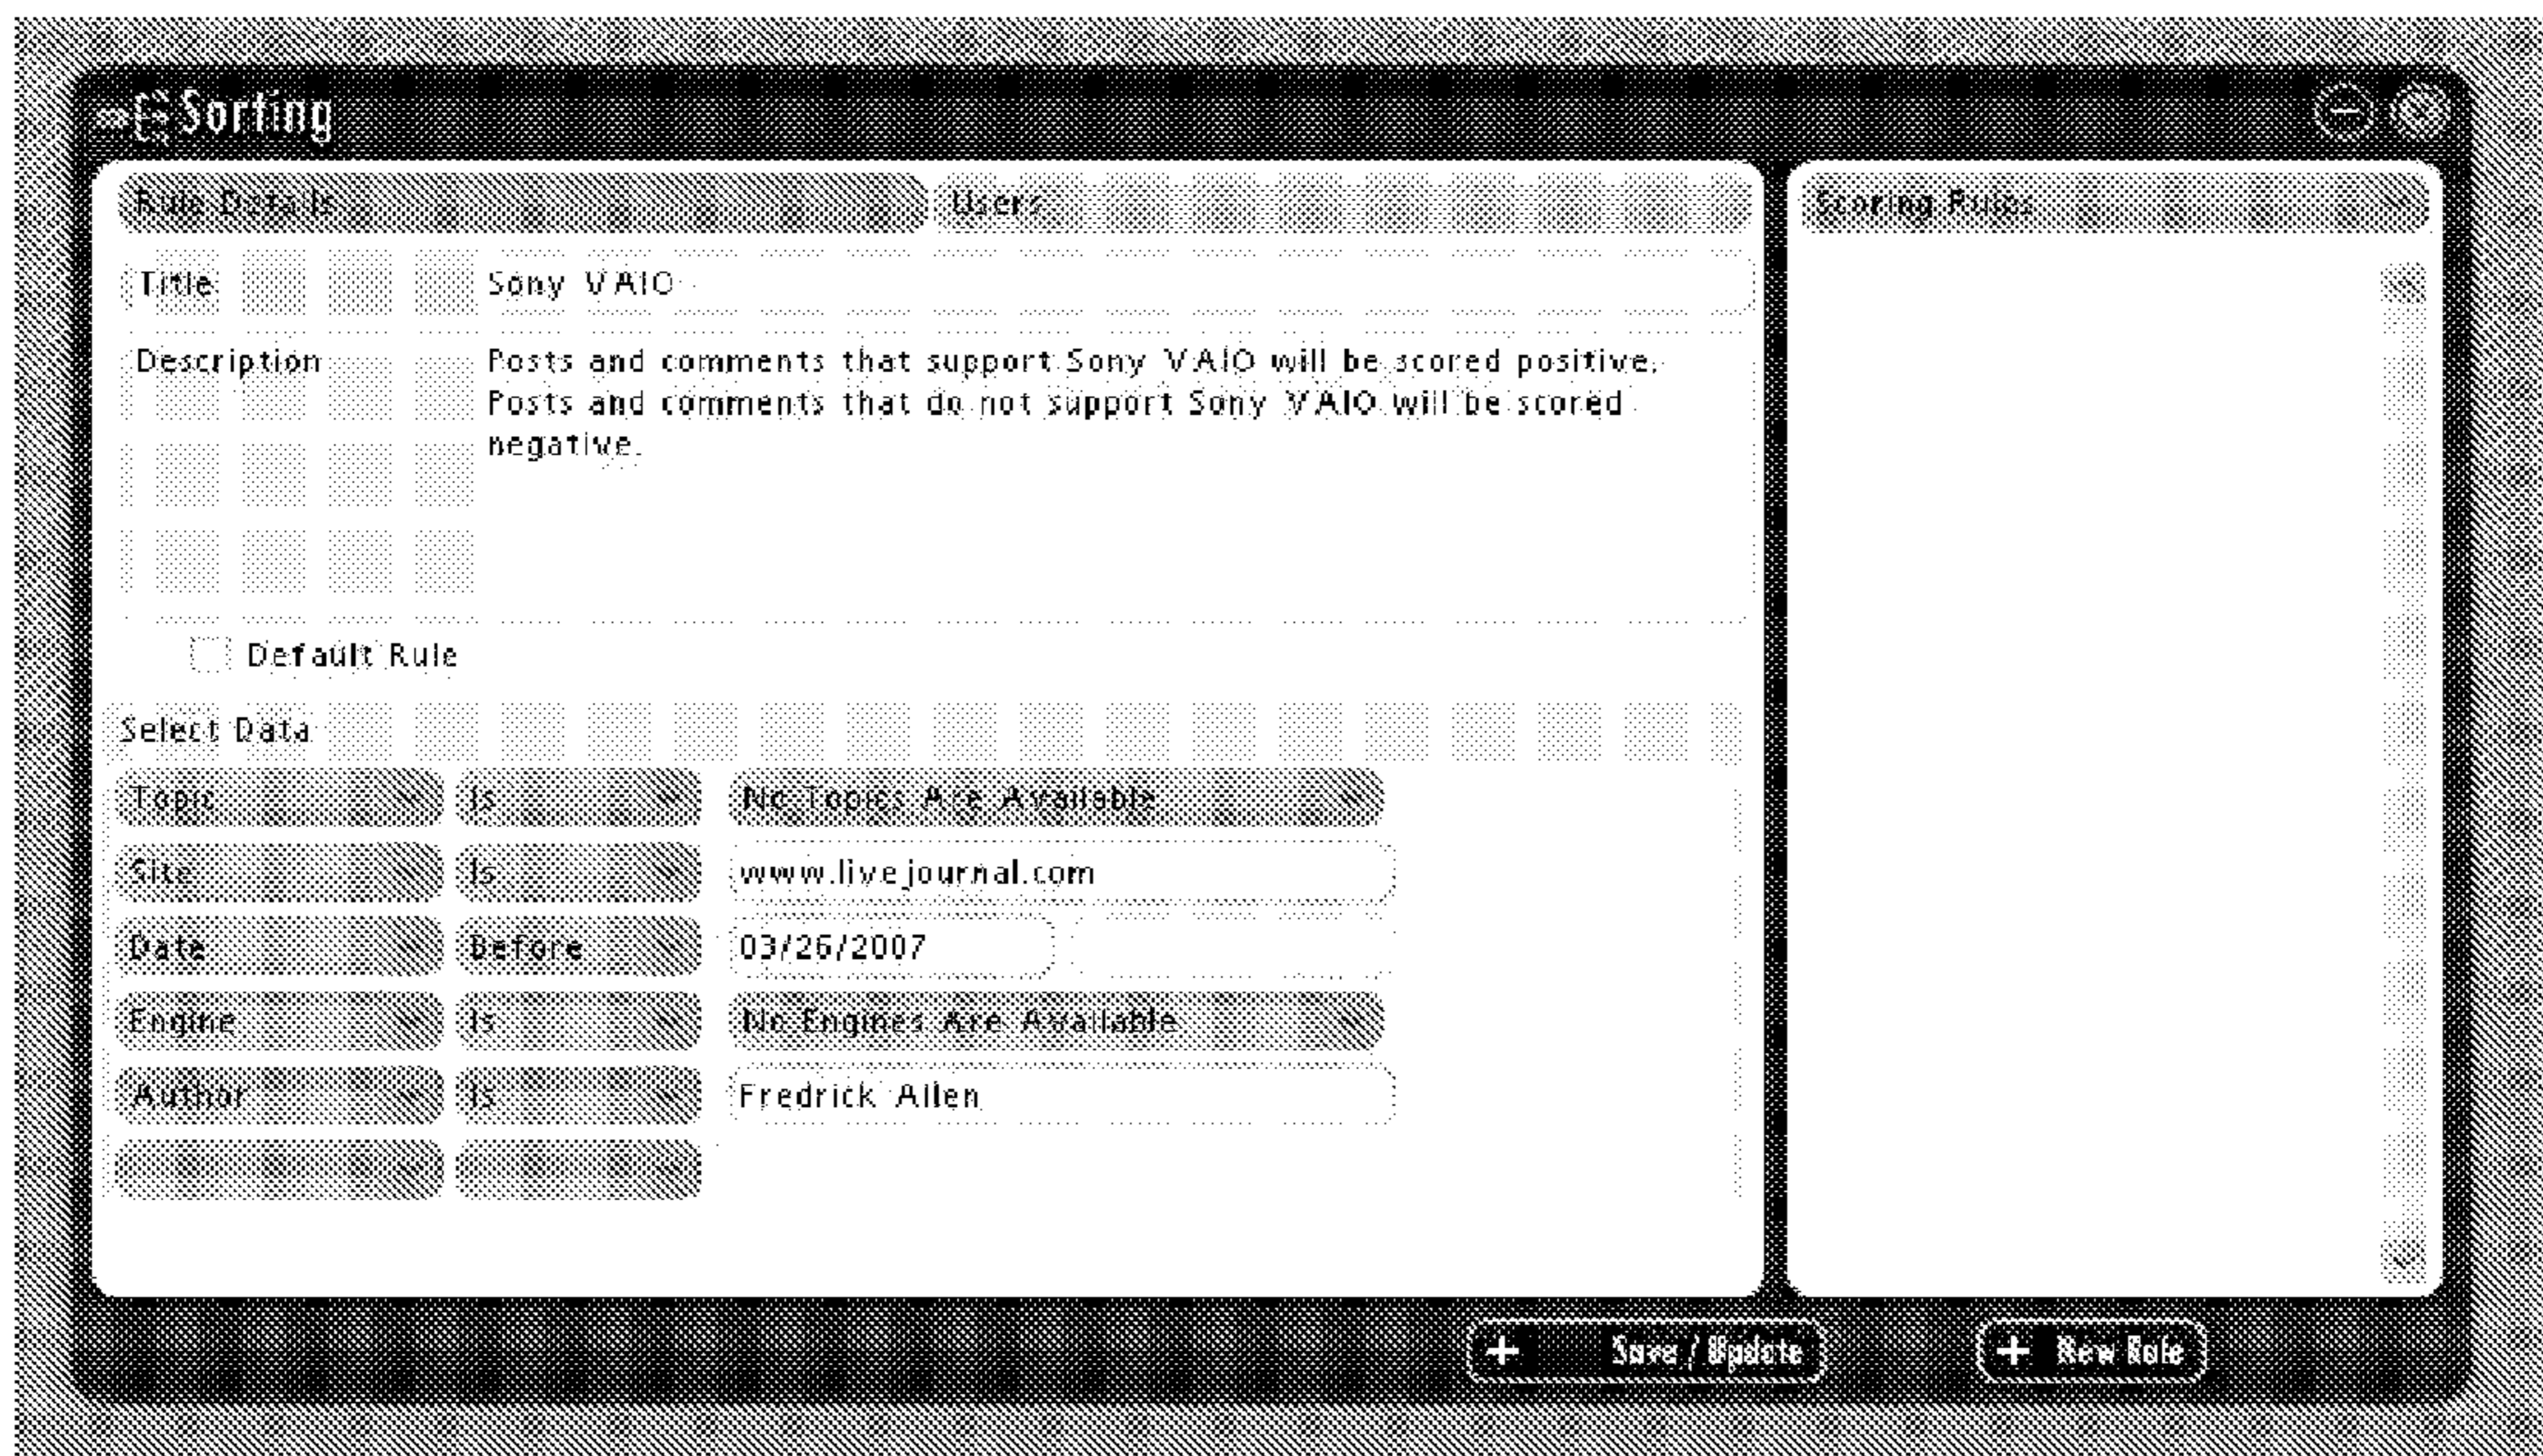 Sorting
Rule Details
Users
Scoring Rules
Title
Sony VAIO
Description
Posts and comments that support Sony VAIO will be scored positive.
Posts and comments that do not support Sony VAIO will be scored
negative.
Default Rule
Select Data
Topic Is No Topics Are Available
Site Is www.livejournal.com
Date Before 03/26/2007
Engine Is No Engines Are Available
Author Is Fredrick Allen
+ Save / Update
+ New Rule